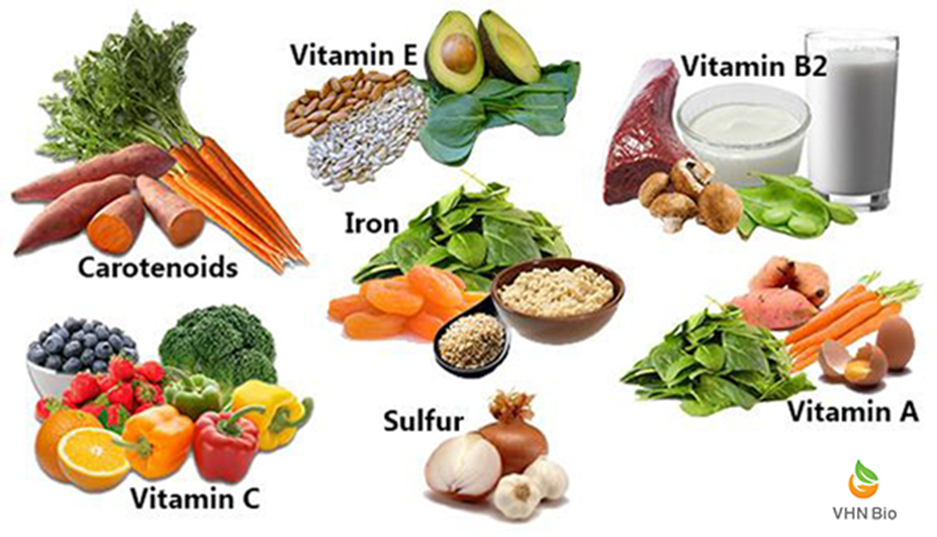 Vitamin E
Vitamin B2
Iron
Carotenoids
Vitamin A
Sulfur
Vitamin C
VHN Bio